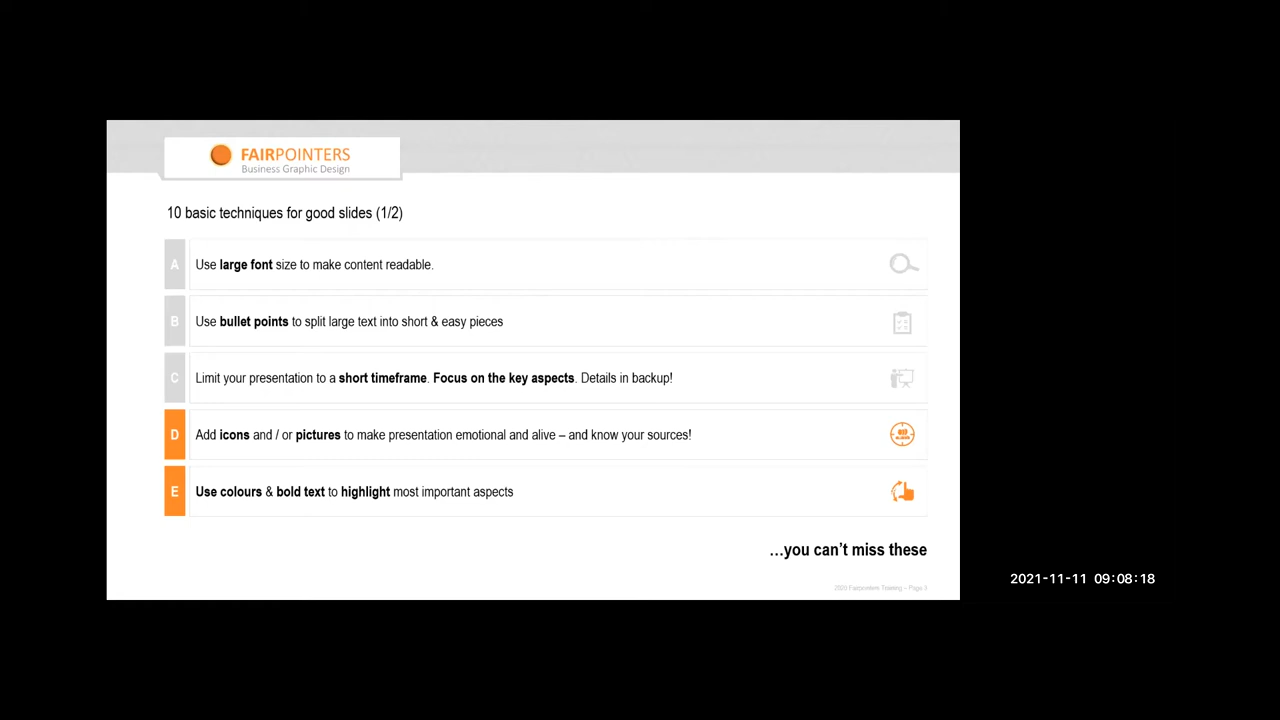 FAIRPOINTERS
Business Graphic Design
10 basic techniques for good slides (1/2)
A
Use large font size to make content readable.
B
Use bullet points to split large text into short & easy pieces
C
Limit your presentation to a short timeframe. Focus on the key aspects. Details in backup!
D
Add icons and / or pictures to make presentation emotional and alive – and know your sources!
E
Use colours & bold text to highlight most important aspects
…you can't miss these
Fairpointers Training – Page 3
2021-11-11 09:08:18